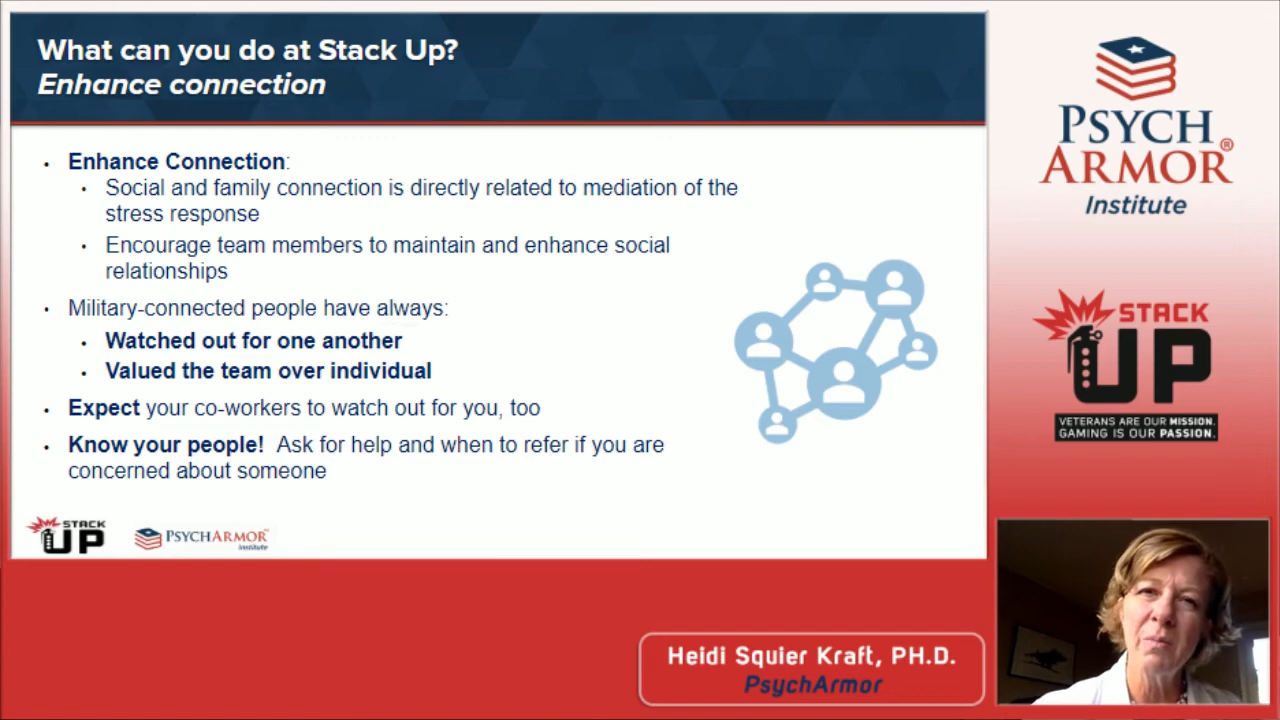 What can you do at Stack Up?
Enhance connection
• Enhance Connection:
• Social and family connection is directly related to mediation of the
stress response
• Encourage team members to maintain and enhance social
relationships
• Military-connected people have always:
• Watched out for one another
• Valued the team over individual
• Expect your co-workers to watch out for you, too
• Know your people! Ask for help and when to refer if you are
concerned about someone
STACK
UP
PSYCHARMOR™
Institute
PSYCH
ARMOR®
Institute
STACK
UP
VETERANS ARE OUR MISSION.
GAMING IS OUR PASSION.
Heidi Squier Kraft, PH.D.
PsychArmor